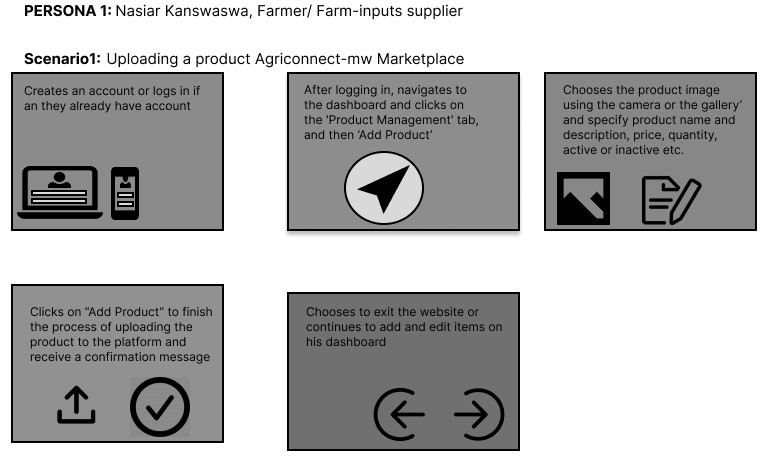 PERSONA 1: Nasiar Kanswaswa, Farmer/ Farm-inputs supplier
Scenario1: Uploading a product Agriconnect-mw Marketplace
Creates an account or logs in if
an they already have account
After logging in, navigates to
the dashboard and clicks on
the 'Product Management' tab,
and then ‘Add Product’
Chooses the product image
using the camera or the gallery’
and specify product name and
description, price, quantity,
active or inactive etc.
Clicks on “Add Product” to finish
the process of uploading the
product to the platform and
receive a confirmation message
Chooses to exit the website or
continues to add and edit items on
his dashboard